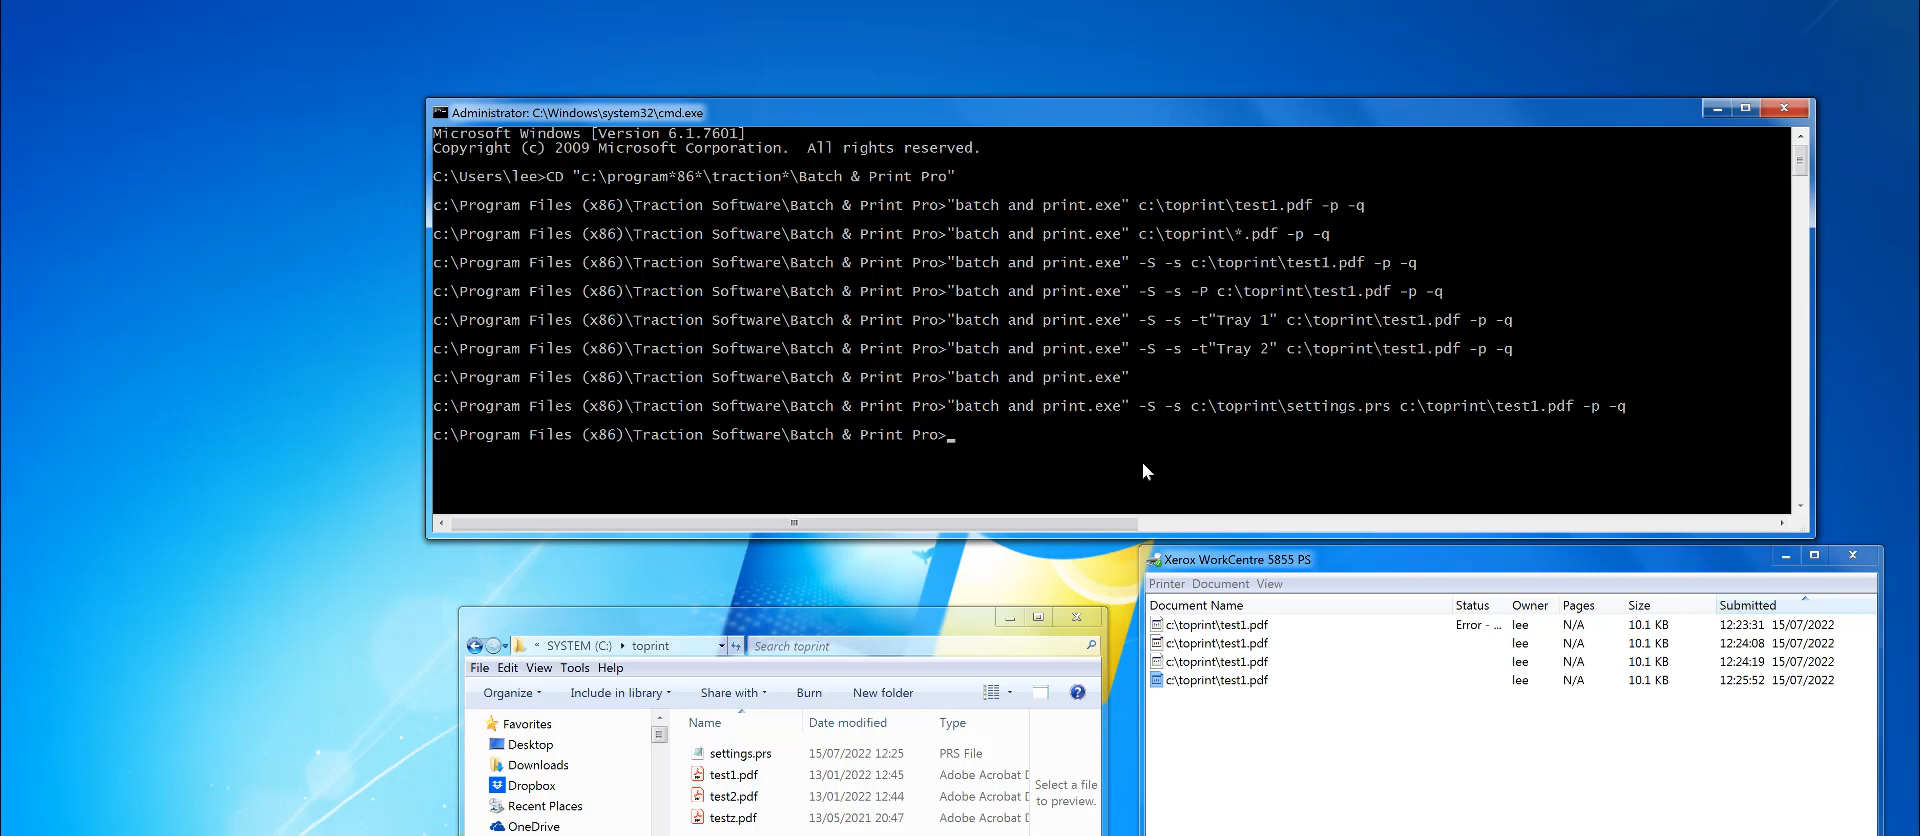 Administrator: C:\Windows\system32\cmd.exe
Microsoft Windows [Version 6.1.7601]
Copyright (c) 2009 Microsoft Corporation.  All rights reserved.
C:\Users\lee>CD "c:\program*86*\traction*\Batch & Print Pro"
c:\Program Files (x86)\Traction Software\Batch & Print Pro>"batch and print.exe" c:\toprint\test1.pdf -p -q
c:\Program Files (x86)\Traction Software\Batch & Print Pro>"batch and print.exe" c:\toprint\*.pdf -p -q
c:\Program Files (x86)\Traction Software\Batch & Print Pro>"batch and print.exe" -S -s c:\toprint\test1.pdf -p -q
c:\Program Files (x86)\Traction Software\Batch & Print Pro>"batch and print.exe" -S -s -P c:\toprint\test1.pdf -p -q
c:\Program Files (x86)\Traction Software\Batch & Print Pro>"batch and print.exe" -S -s -t"Tray 1" c:\toprint\test1.pdf -p -q
c:\Program Files (x86)\Traction Software\Batch & Print Pro>"batch and print.exe" -S -s -t"Tray 2" c:\toprint\test1.pdf -p -q
c:\Program Files (x86)\Traction Software\Batch & Print Pro>"batch and print.exe"
c:\Program Files (x86)\Traction Software\Batch & Print Pro>"batch and print.exe" -S -s c:\toprint\settings.prs c:\toprint\test1.pdf -p -q
c:\Program Files (x86)\Traction Software\Batch & Print Pro>_
SYSTEM (C:) toprint Search toprint
File Edit View Tools Help
Organize Include in library Share with Burn New folder
Favorites
Desktop
Downloads
Dropbox
Recent Places
OneDrive
Name Date modified Type
settings.prs 15/07/2022 12:25 PRS File
test1.pdf 13/01/2022 12:45 Adobe Acrobat D
test2.pdf 13/01/2022 12:44 Adobe Acrobat D
testz.pdf 13/05/2021 20:47 Adobe Acrobat D
Select a file
to preview.
Xerox WorkCentre 5855 PS
Printer Document View
Document Name Status Owner Pages Size Submitted
c:\toprint\test1.pdf Error - ... lee N/A 10.1 KB 12:23:31 15/07/2022
c:\toprint\test1.pdf lee N/A 10.1 KB 12:24:08 15/07/2022
c:\toprint\test1.pdf lee N/A 10.1 KB 12:24:19 15/07/2022
c:\toprint\test1.pdf lee N/A 10.1 KB 12:25:52 15/07/2022